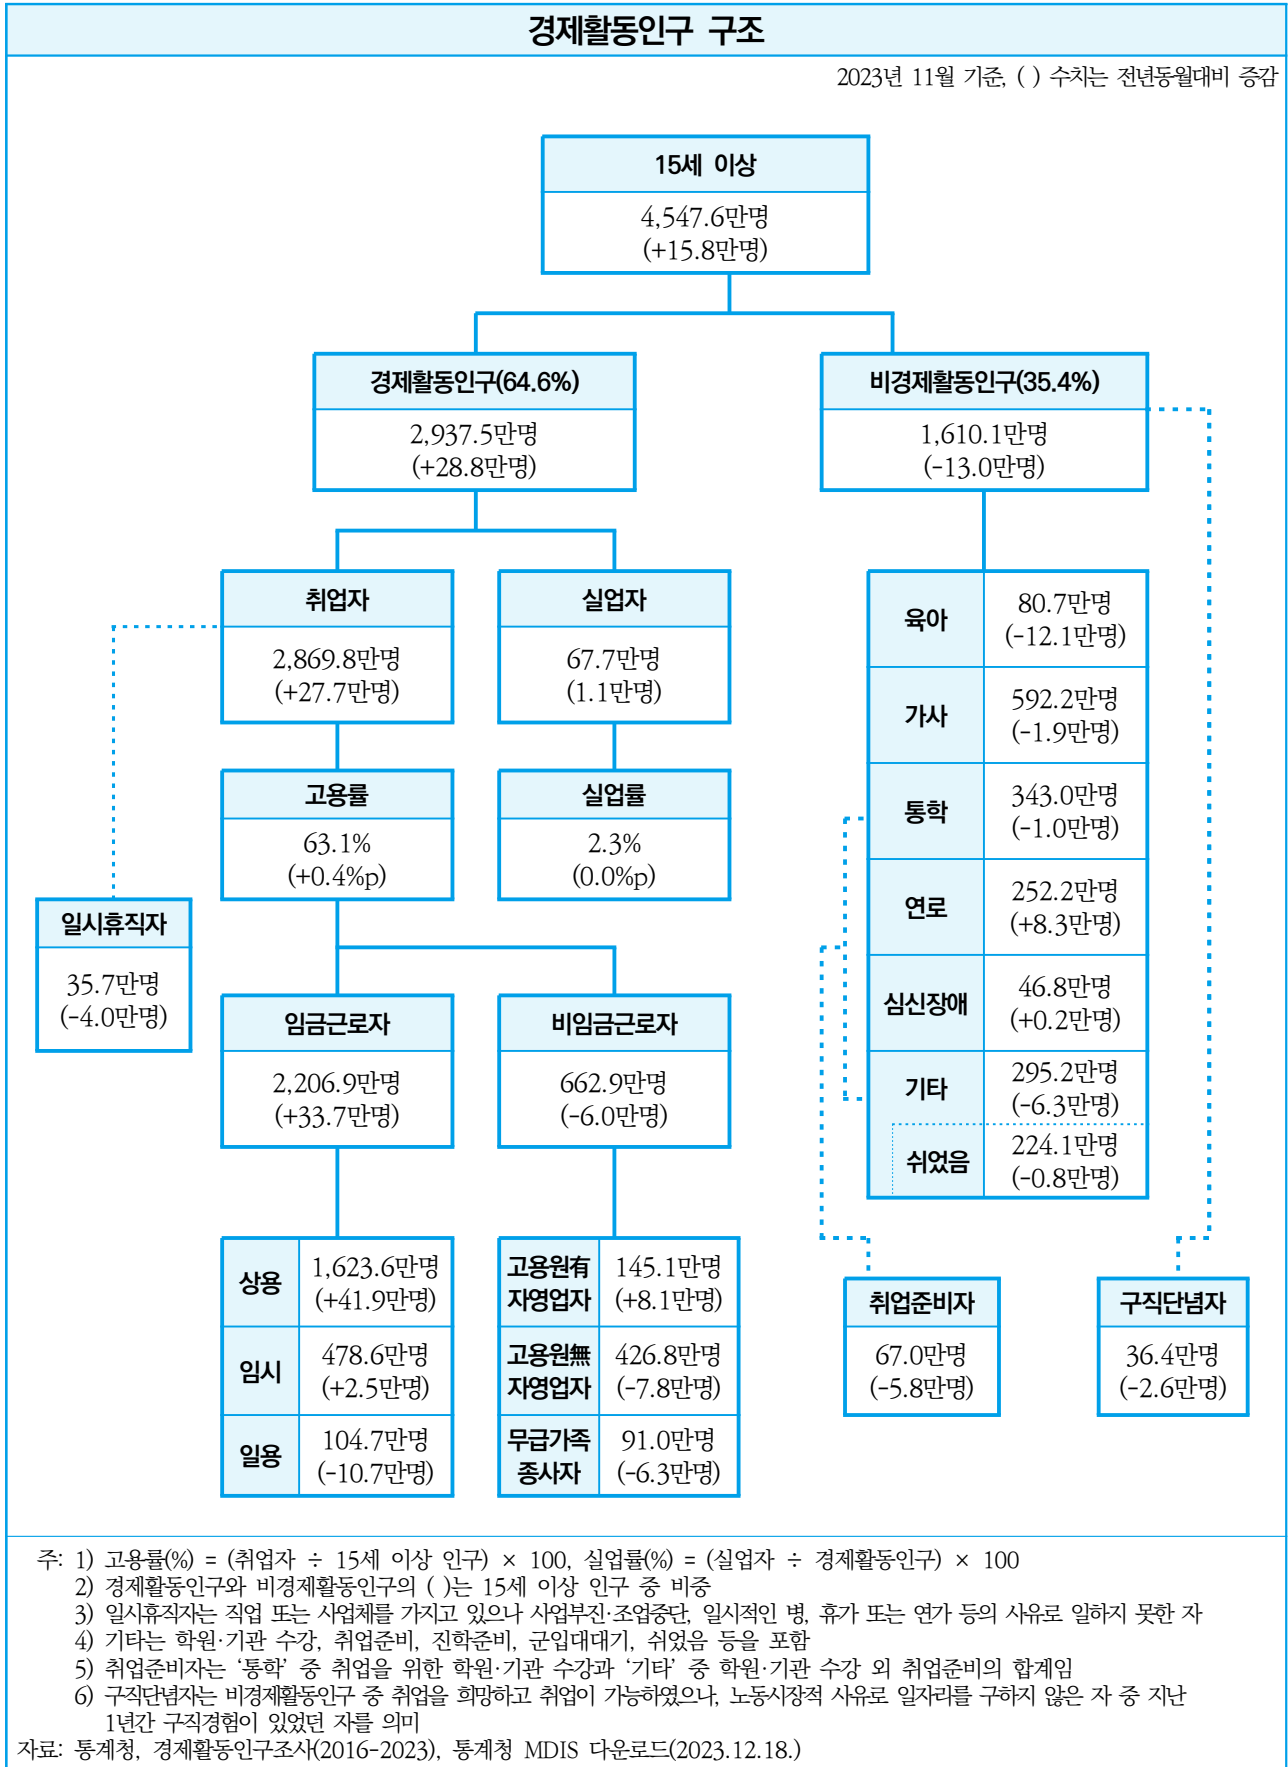 경제활동인구 구조
2023년 11월 기준, ( ) 수치는 전년동월대비 증감
15세 이상
4,547.6만명
(+15.8만명)
경제활동인구(64.6%)
2,937.5만명
(+28.8만명)
비경제활동인구(35.4%)
1,610.1만명
(-13.0만명)
취업자
2,869.8만명
(+27.7만명)
실업자
67.7만명
(1.1만명)
고용률
63.1%
(+0.4%p)
실업률
2.3%
(0.0%p)
일시휴직자
35.7만명
(-4.0만명)
임금근로자
2,206.9만명
(+33.7만명)
비임금근로자
662.9만명
(-6.0만명)
상용
1,623.6만명
(+41.9만명)
임시
478.6만명
(+2.5만명)
일용
104.7만명
(-10.7만명)
고용원有
자영업자
145.1만명
(+8.1만명)
고용원無
자영업자
426.8만명
(-7.8만명)
무급가족
종사자
91.0만명
(-6.3만명)
육아
80.7만명
(-12.1만명)
가사
592.2만명
(-1.9만명)
통학
343.0만명
(-1.0만명)
연로
252.2만명
(+8.3만명)
심신장애
46.8만명
(+0.2만명)
기타
295.2만명
(-6.3만명)
쉬었음
224.1만명
(-0.8만명)
취업준비자
67.0만명
(-5.8만명)
구직단념자
36.4만명
(-2.6만명)
주: 1) 고용률(%) = (취업자 ÷ 15세 이상 인구) × 100, 실업률(%) = (실업자 ÷ 경제활동인구) × 100
2) 경제활동인구와 비경제활동인구의 ( )는 15세 이상 인구 중 비중
3) 일시휴직자는 직업 또는 사업체를 가지고 있으나 사업부진·조업중단, 일시적인 병, 휴가 또는 연가 등의 사유로 일하지 못한 자
4) 기타는 학원·기관 수강, 취업준비, 진학준비, 군입대대기, 쉬었음 등을 포함
5) 취업준비자는 ‘통학’ 중 취업을 위한 학원·기관 수강과 ‘기타’ 중 학원·기관 수강 외 취업준비의 합계임
6) 구직단념자는 비경제활동인구 중 취업을 희망하고 취업이 가능하였으나, 노동시장적 사유로 일자리를 구하지 않은 자 중 지난
1년간 구직경험이 있었던 자를 의미
자료: 통계청, 경제활동인구조사(2016-2023), 통계청 MDIS 다운로드(2023.12.18.)